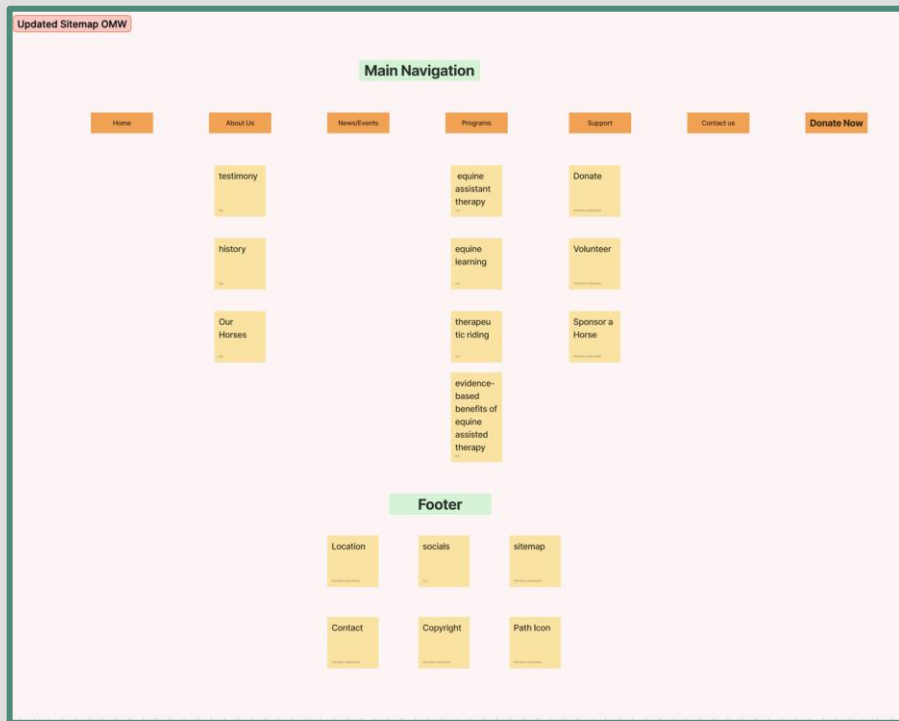 Updated Sitemap OMW
Main Navigation
Home
About Us
News/Events
Programs
Support
Contact us
Donate Now
testimony
equine
assistant
therapy
Donate
history
equine
learning
Volunteer
Our
Horses
therapeu
tic riding
Sponsor a
Horse
evidence-
based
benefits of
equine
assisted
therapy
Footer
Location
socials
sitemap
Contact
Copyright
Path Icon